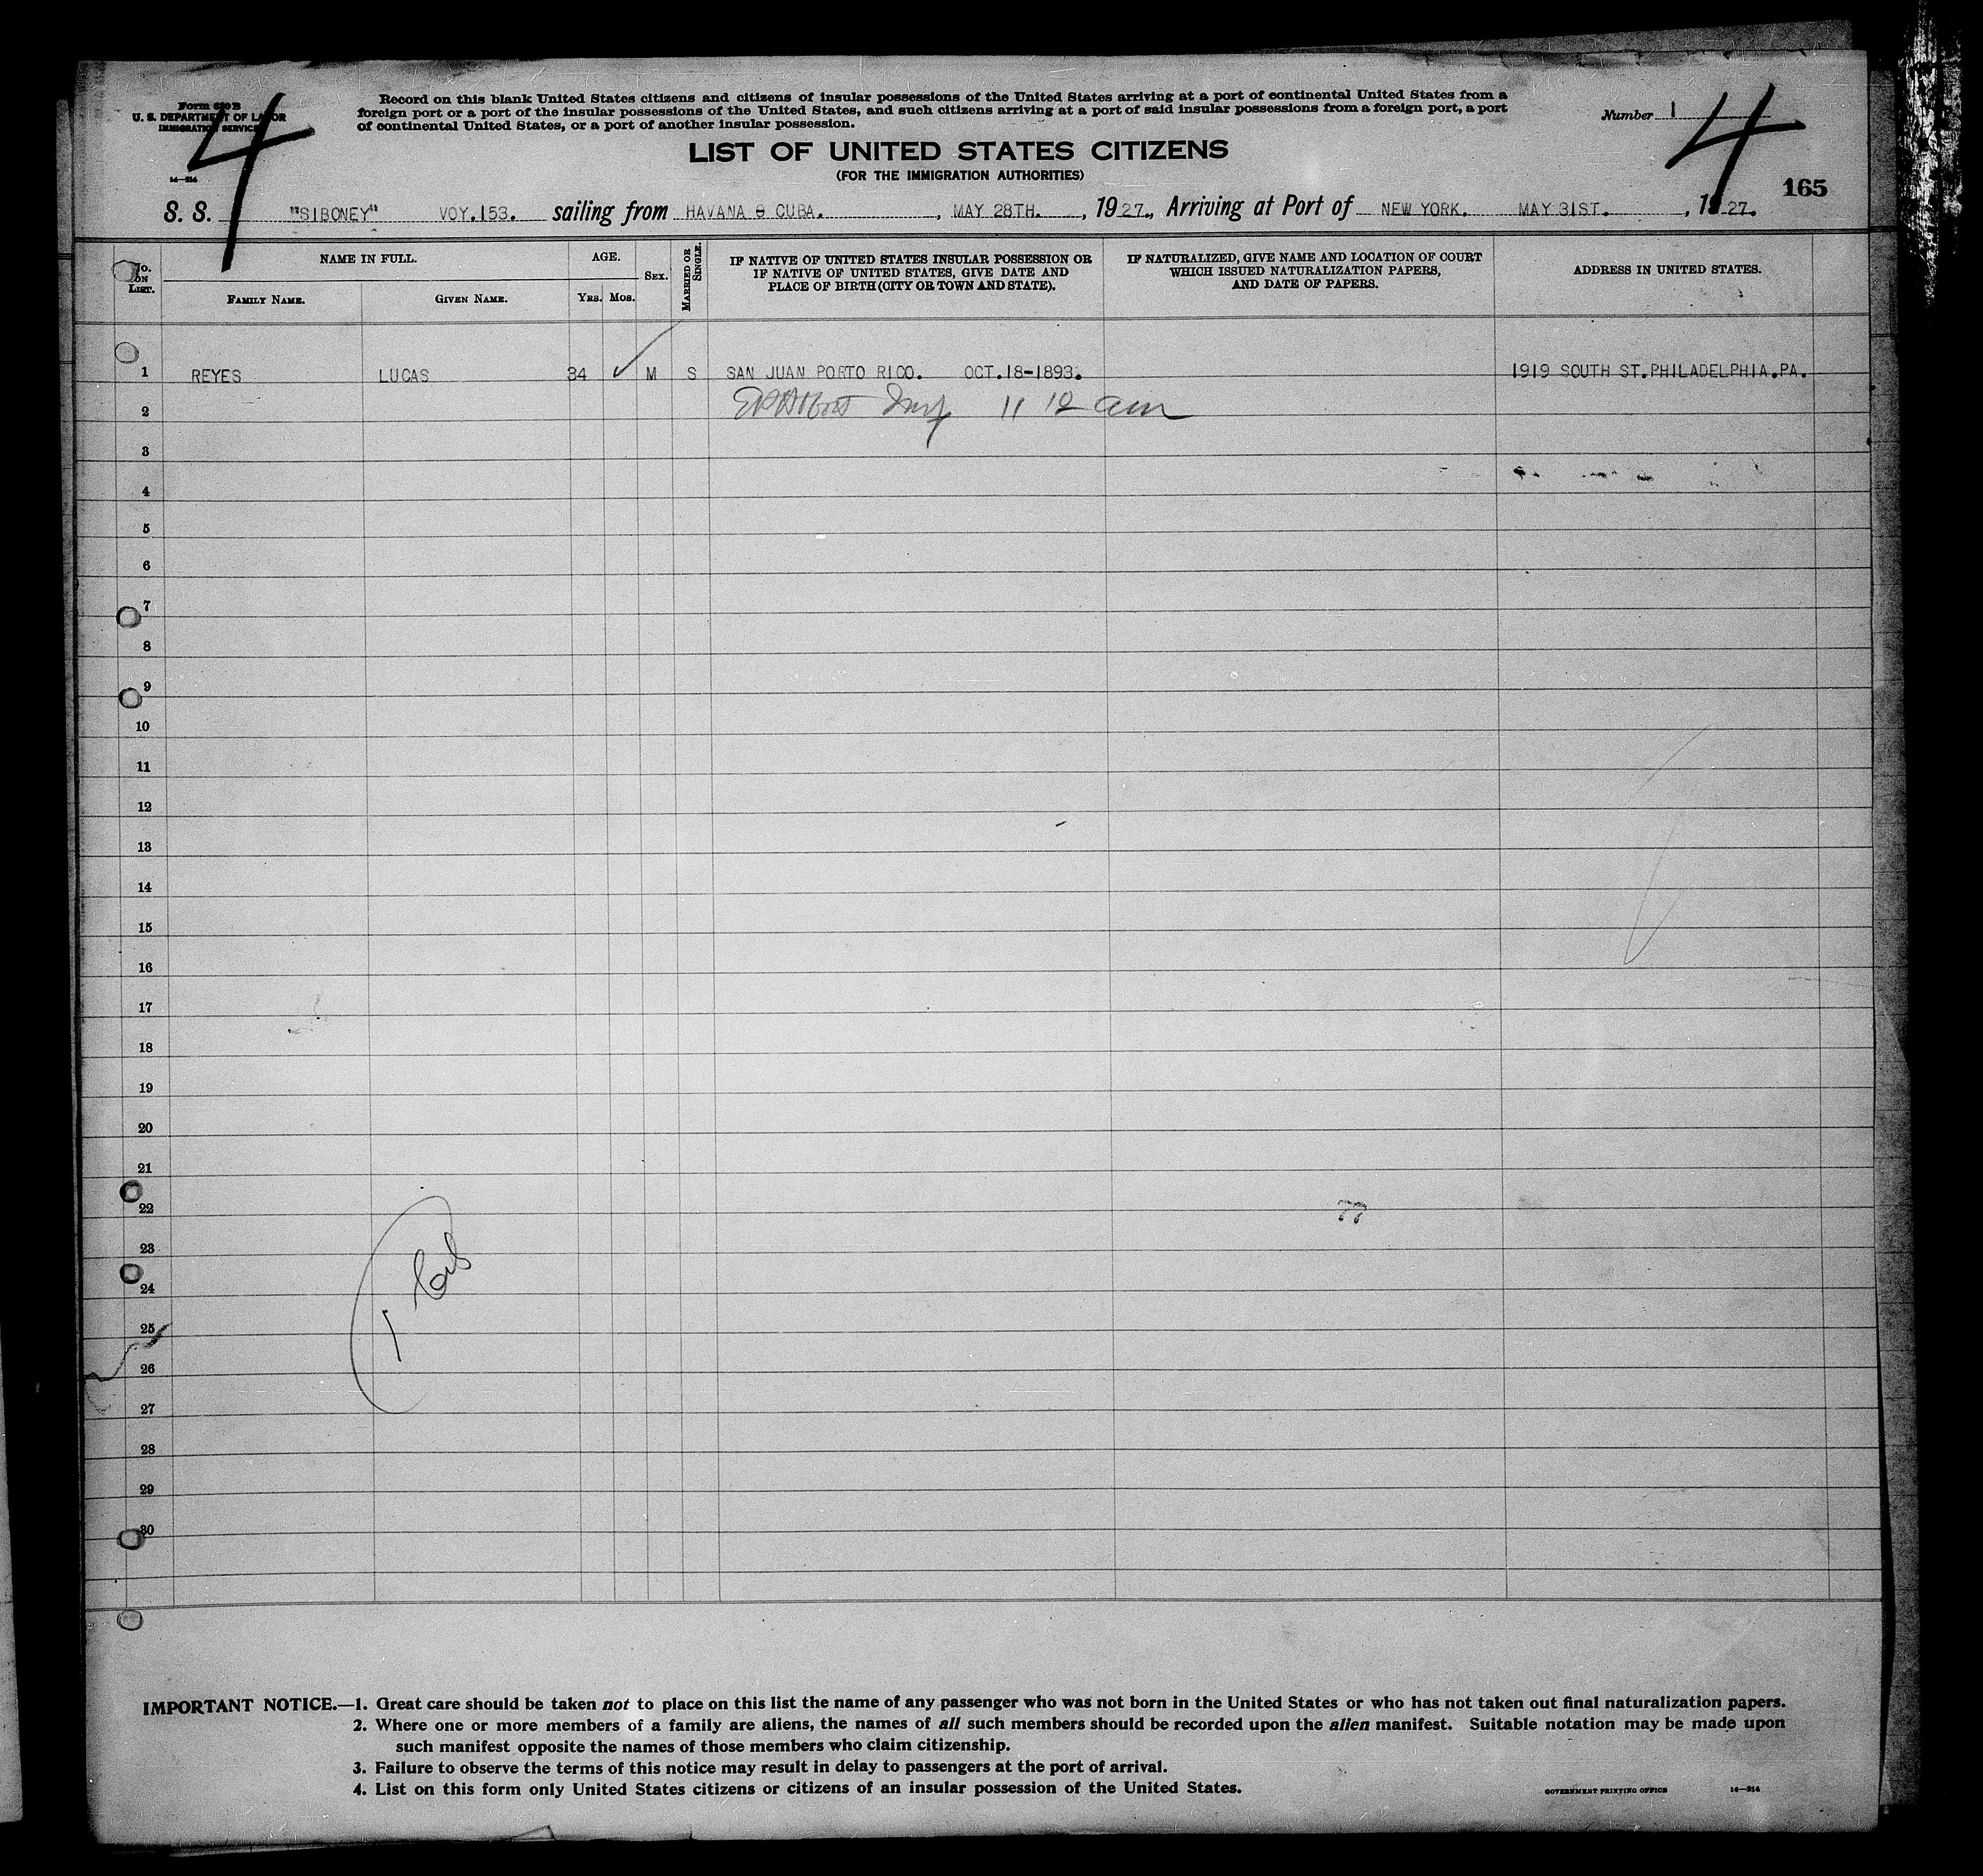 Form 630 B
U. S. DEPARTMENT OF LABOR
IMMIGRATION SERVICE
14—214
4
Record on this blank United States citizens and citizens of insular possessions of the United States arriving at a port of continental United States from a
foreign port or a port of the insular possessions of the United States, and such citizens arriving at a port of said insular possessions from a foreign port, a port
of continental United States, or a port of another insular possession.
Number 1
4
165
LIST OF UNITED STATES CITIZENS
(FOR THE IMMIGRATION AUTHORITIES)
S. S. "SIBONEY" VOY.153. sailing from HAVANA CUBA. , MAY 28TH. , 1927., Arriving at Port of NEW YORK. MAY 31ST. , 1927.
No. ON LIST.
NAME IN FULL.
FAMILY NAME.
GIVEN NAME.
AGE.
YRS. MOS.
SEX.
MARRIED OR SINGLE.
IF NATIVE OF UNITED STATES INSULAR POSSESSION OR
IF NATIVE OF UNITED STATES, GIVE DATE AND
PLACE OF BIRTH (CITY OR TOWN AND STATE).
IF NATURALIZED, GIVE NAME AND LOCATION OF COURT
WHICH ISSUED NATURALIZATION PAPERS,
AND DATE OF PAPERS.
ADDRESS IN UNITED STATES.
1 REYES LUCAS 34 ✓ M S SAN JUAN PORTO RICO. OCT.18-1893. 1919 SOUTH ST.PHILADELPHIA.PA.
2 11 12 am
3
4
5
6
7
8
9
10
11
12
13
14
15
16
17
18
19
20
21
22 77
23
24
25
26
27
28
29
30
IMPORTANT NOTICE.—1. Great care should be taken not to place on this list the name of any passenger who was not born in the United States or who has not taken out final naturalization papers.
2. Where one or more members of a family are aliens, the names of all such members should be recorded upon the alien manifest. Suitable notation may be made upon
such manifest opposite the names of those members who claim citizenship.
3. Failure to observe the terms of this notice may result in delay to passengers at the port of arrival.
4. List on this form only United States citizens or citizens of an insular possession of the United States.
GOVERNMENT PRINTING OFFICE 14—214